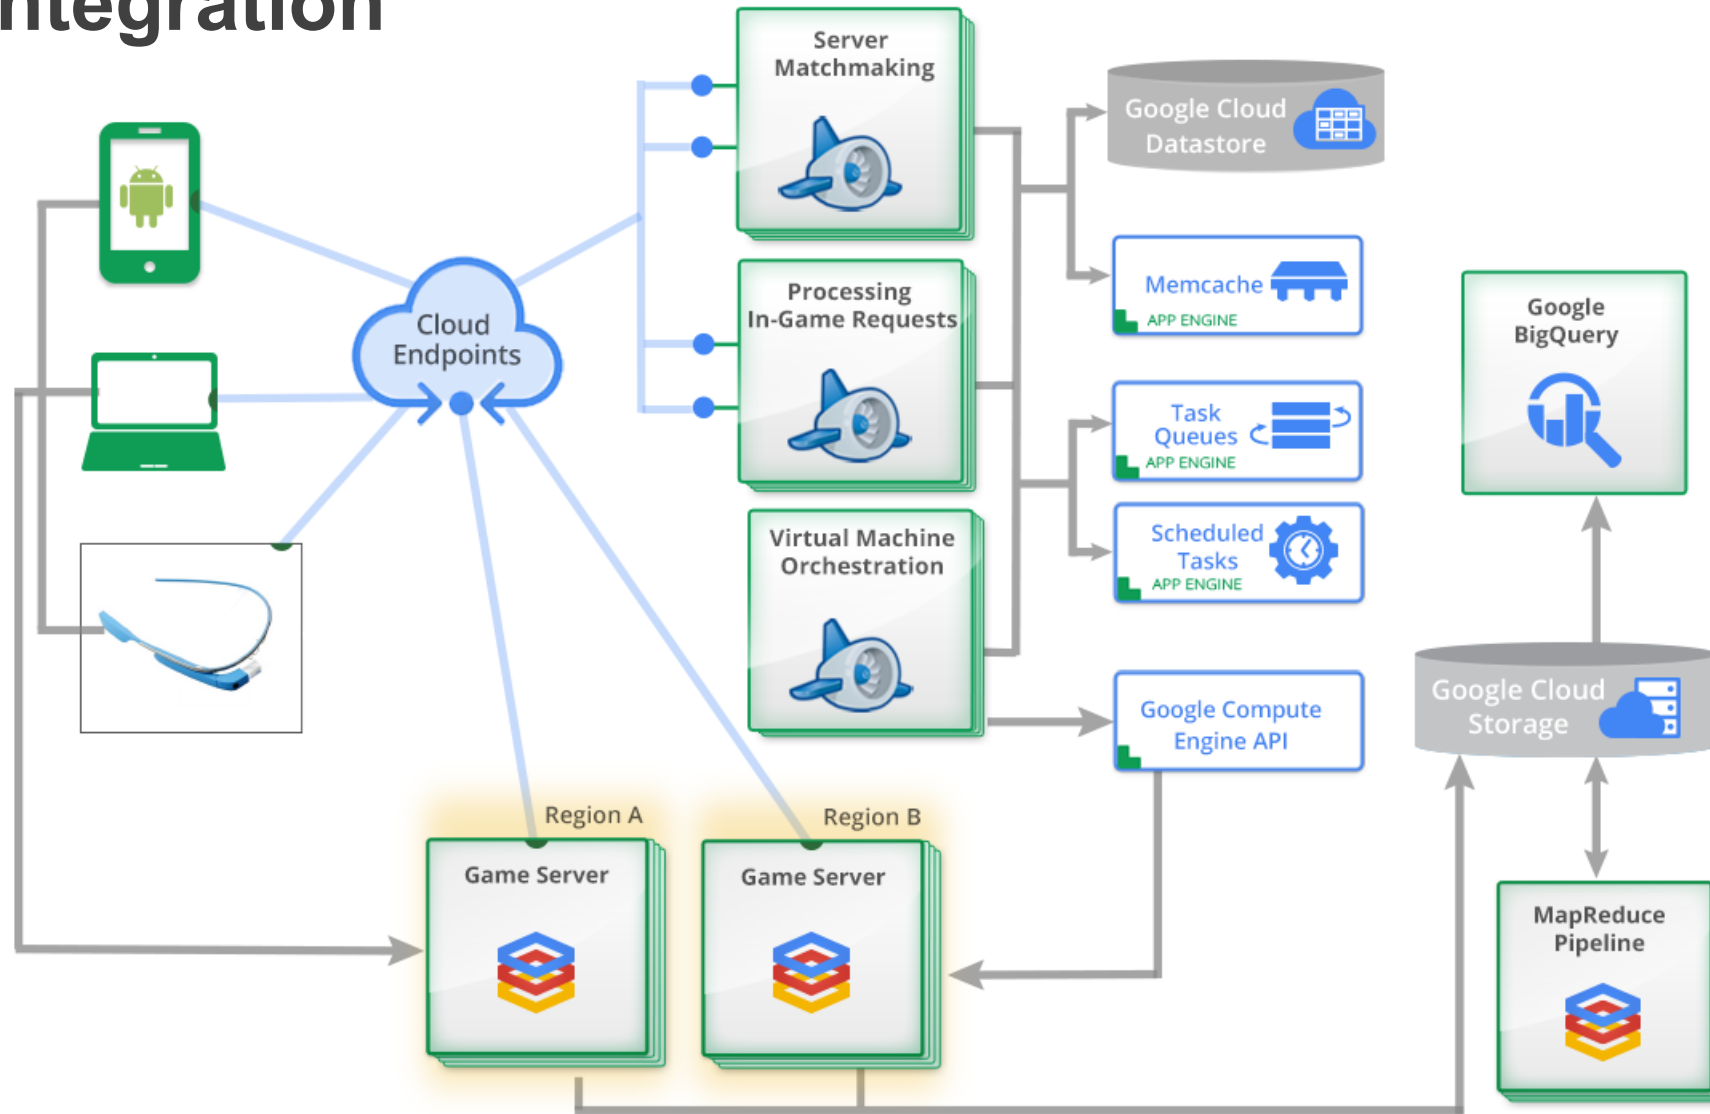 ntegration
Server
Matchmaking
Google Cloud
Datastore
Processing
In-Game Requests
Memcache
APP ENGINE
Google
BigQuery
Cloud
Endpoints
Task
Queues
APP ENGINE
Virtual Machine
Orchestration
Scheduled
Tasks
APP ENGINE
Google Compute
Engine API
Google Cloud
Storage
Region A
Game Server
Region B
Game Server
MapReduce
Pipeline